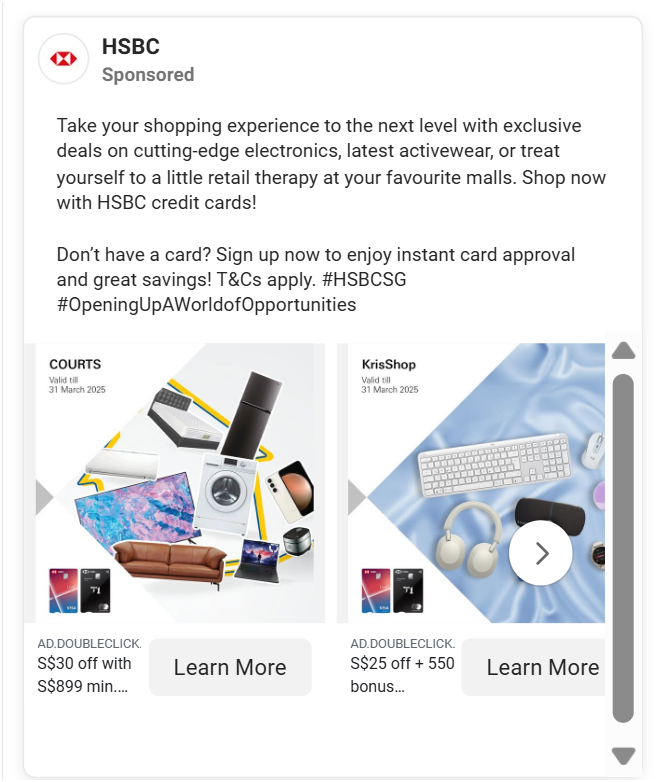 HSBC
Sponsored
Take your shopping experience to the next level with exclusive
deals on cutting-edge electronics, latest activewear, or treat
yourself to a little retail therapy at your favourite malls. Shop now
with HSBC credit cards!
Don’t have a card? Sign up now to enjoy instant card approval
and great savings! T&Cs apply. #HSBCSG
#OpeningUpAWorldofOpportunities
COURTS
Valid till
31 March 2025
KrisShop
Valid till
31 March 2025
VISA
T1
VISA
T1
AD.DOUBLECLICK.
S$30 off with
S$899 min....
Learn More
AD.DOUBLECLICK.
S$25 off + 550
bonus...
Learn More